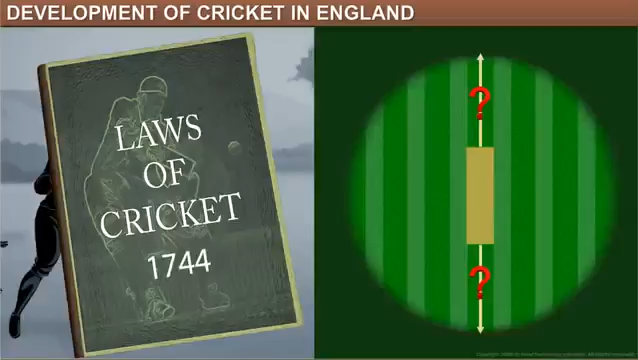 DEVELOPMENT OF CRICKET IN ENGLAND
LAWS
OF
CRICKET
1744
?
?